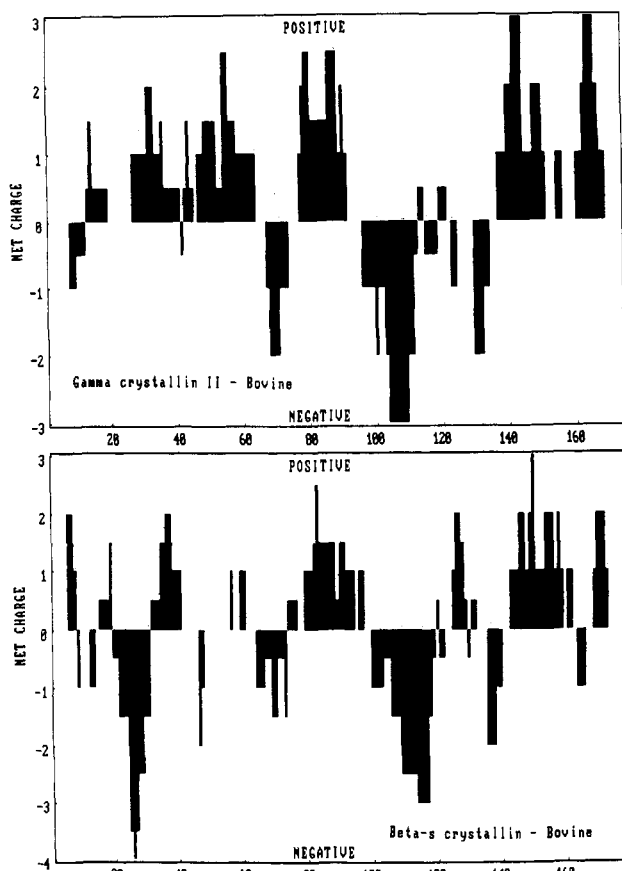 POSITIVE
3
2
1
0
-1
-2
-3
NET CHARGE
Gamma crystallin II - Bovine
NEGATIVE
20 40 60 80 100 120 140 160
POSITIVE
3
2
1
0
-1
-2
-3
-4
NET CHARGE
Beta-s crystallin - Bovine
NEGATIVE